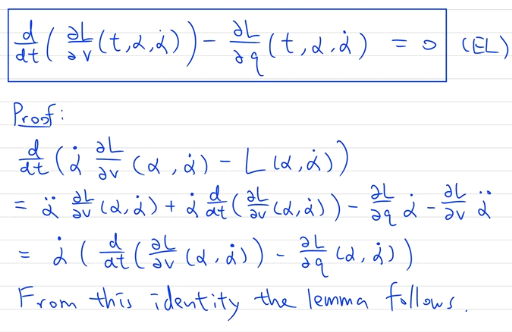 d/dt ( ∂L/∂v (t, α, α̇) ) − ∂L/∂q (t, α, α̇) = 0 (EL)
Proof:
d/dt ( α̇ ∂L/∂v (α, α̇) − L(α, α̇) )
= α̈ ∂L/∂v (α, α̇) + α̇ d/dt ( ∂L/∂v (α, α̇) ) − ∂L/∂q α̇ − ∂L/∂v α̈
= α̇ ( d/dt ( ∂L/∂v (α, α̇) ) − ∂L/∂q (α, α̇) )
From this identity the lemma follows.